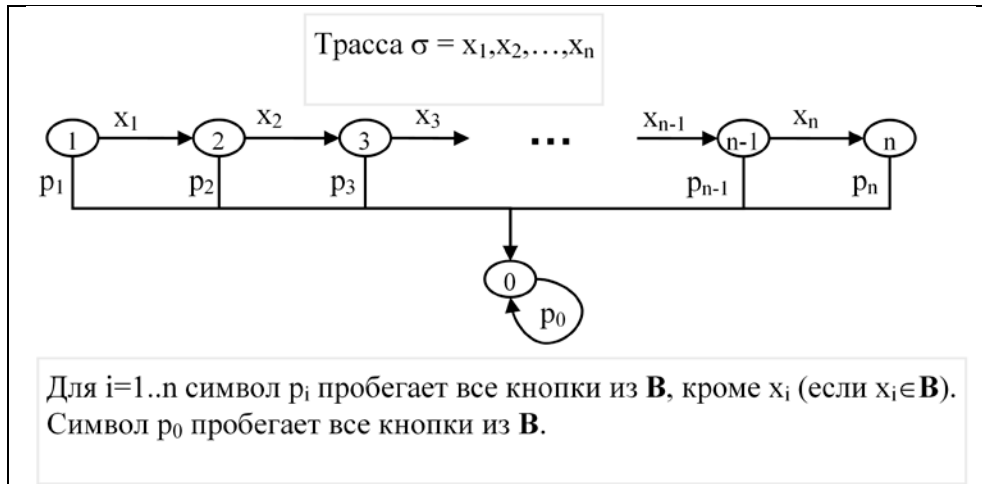 Трасса σ = x₁,x₂,…,xₙ
x₁ x₂ x₃ xₙ₋₁ xₙ
1 2 3 ... n-1 n
p₁ p₂ p₃ pₙ₋₁ pₙ
0
p₀
Для i=1..n символ pᵢ пробегает все кнопки из B, кроме xᵢ (если xᵢ∈B).
Символ p₀ пробегает все кнопки из B.